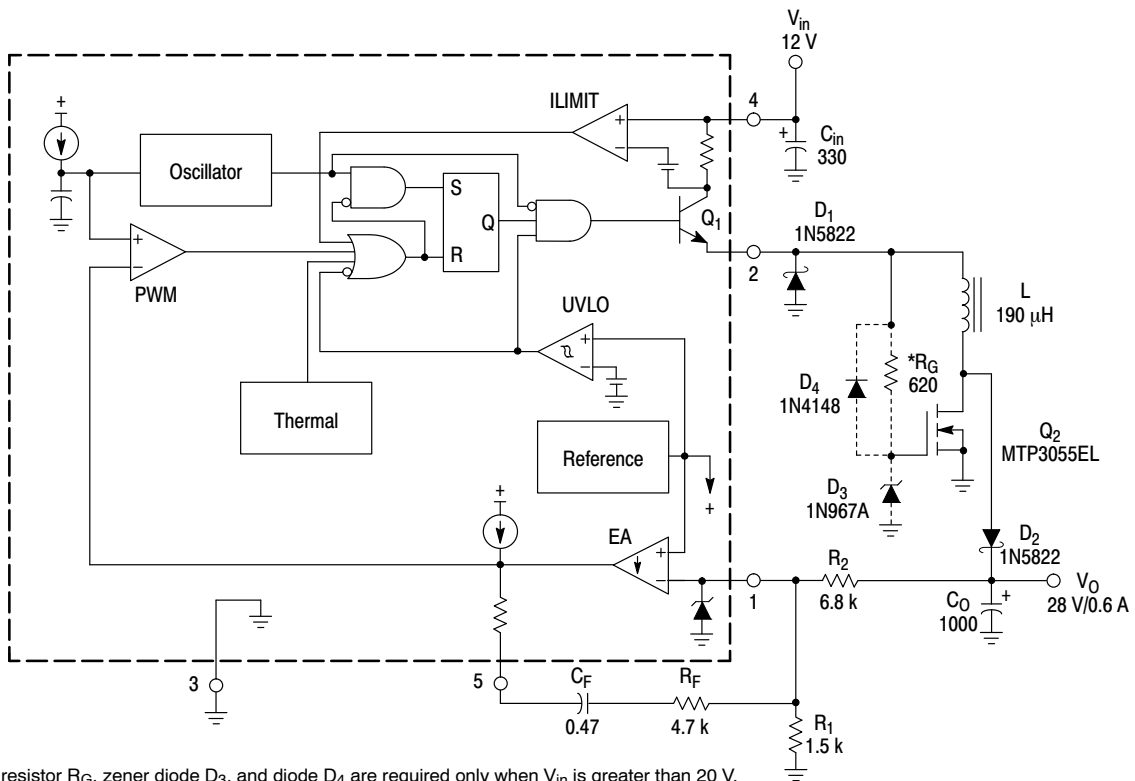 Vin
12 V
4
+
Cin
330
ILIMIT
+
−
+
Oscillator
S
Q
R
Q1
D1
1N5822
2
+
−
PWM
UVLO
+
−
L
190 µH
*RG
620
D4
1N4148
Q2
MTP3055EL
Thermal
Reference
+
D3
1N967A
+
EA
+
−
1
R2
6.8 k
D2
1N5822
VO
28 V/0.6 A
CO
1000
+
3
5
CF
0.47
RF
4.7 k
R1
1.5 k
resistor RG, zener diode D3, and diode D4 are required only when Vin is greater than 20 V.